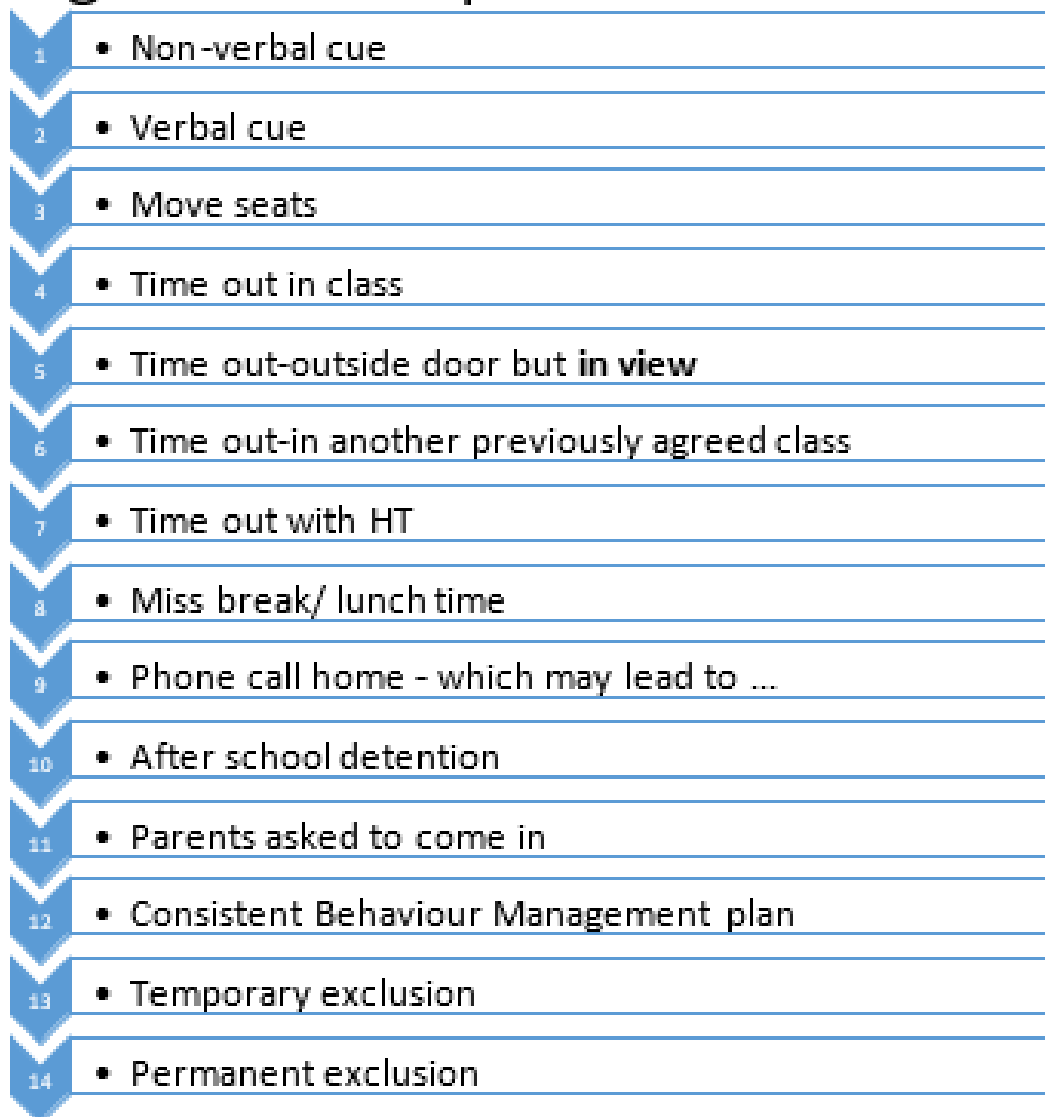 1 • Non-verbal cue
2 • Verbal cue
3 • Move seats
4 • Time out in class
5 • Time out-outside door but in view
6 • Time out-in another previously agreed class
7 • Time out with HT
8 • Miss break/ lunch time
9 • Phone call home - which may lead to ...
10 • After school detention
11 • Parents asked to come in
12 • Consistent Behaviour Management plan
13 • Temporary exclusion
14 • Permanent exclusion